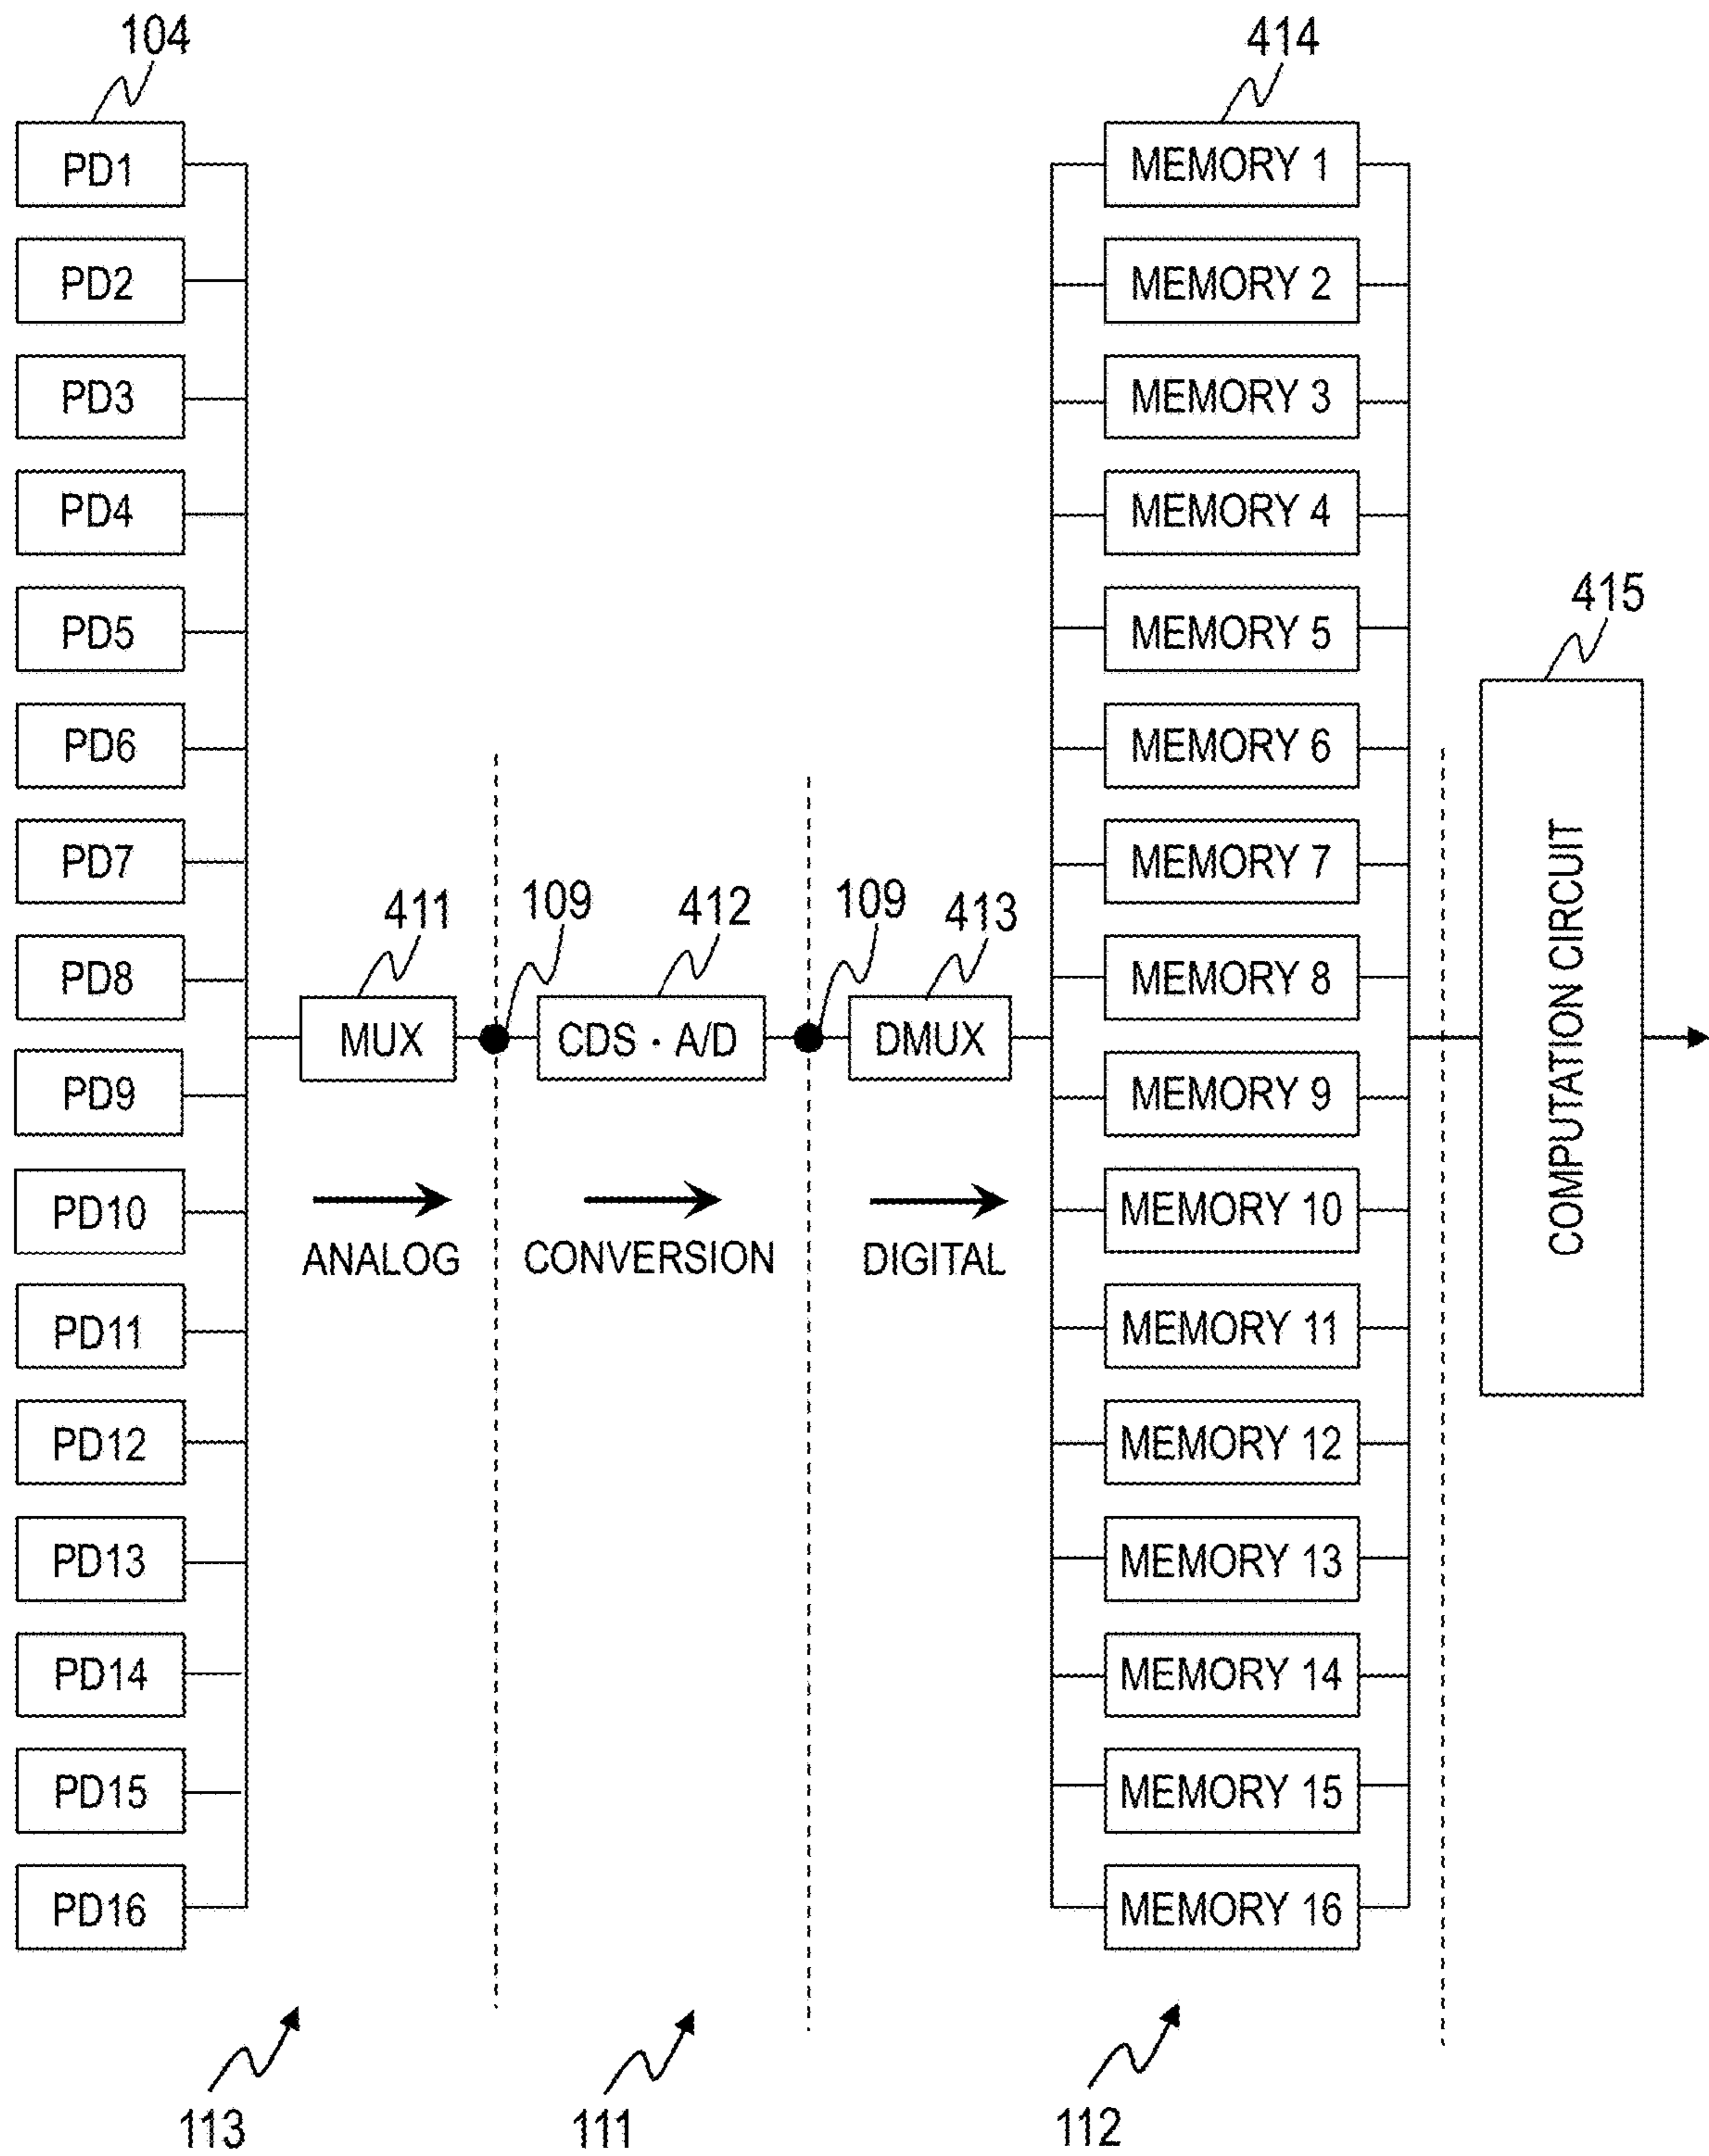 104
414
PD1
MEMORY 1
PD2
MEMORY 2
PD3
MEMORY 3
PD4
MEMORY 4
415
PD5
MEMORY 5
PD6
MEMORY 6
PD7
MEMORY 7
411
109
412
109
413
PD8
MEMORY 8
MUX
CDS · A/D
DMUX
COMPUTATION CIRCUIT
PD9
MEMORY 9
PD10
MEMORY 10
ANALOG
CONVERSION
DIGITAL
PD11
MEMORY 11
PD12
MEMORY 12
PD13
MEMORY 13
PD14
MEMORY 14
PD15
MEMORY 15
PD16
MEMORY 16
113
111
112